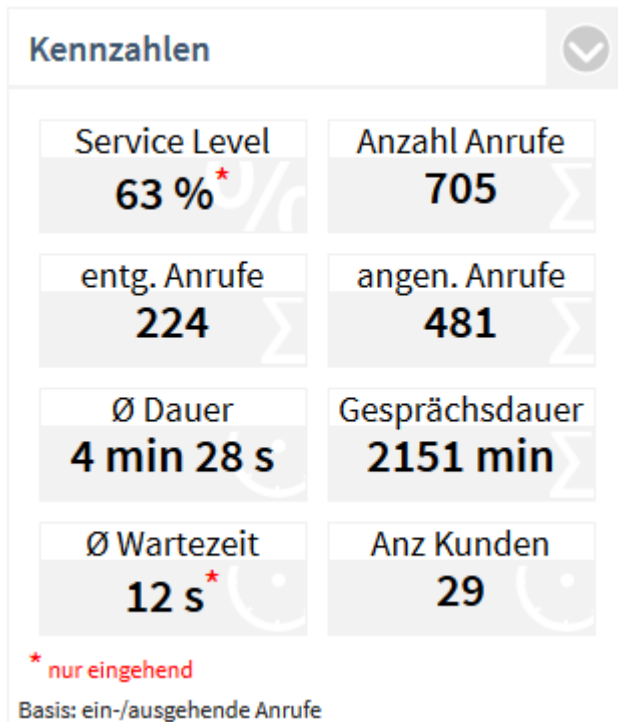 Kennzahlen
Service Level
63 %*
Anzahl Anrufe
705
entg. Anrufe
224
angen. Anrufe
481
Ø Dauer
4 min 28 s
Gesprächsdauer
2151 min
Ø Wartezeit
12 s*
Anz Kunden
29
* nur eingehend
Basis: ein-/ausgehende Anrufe